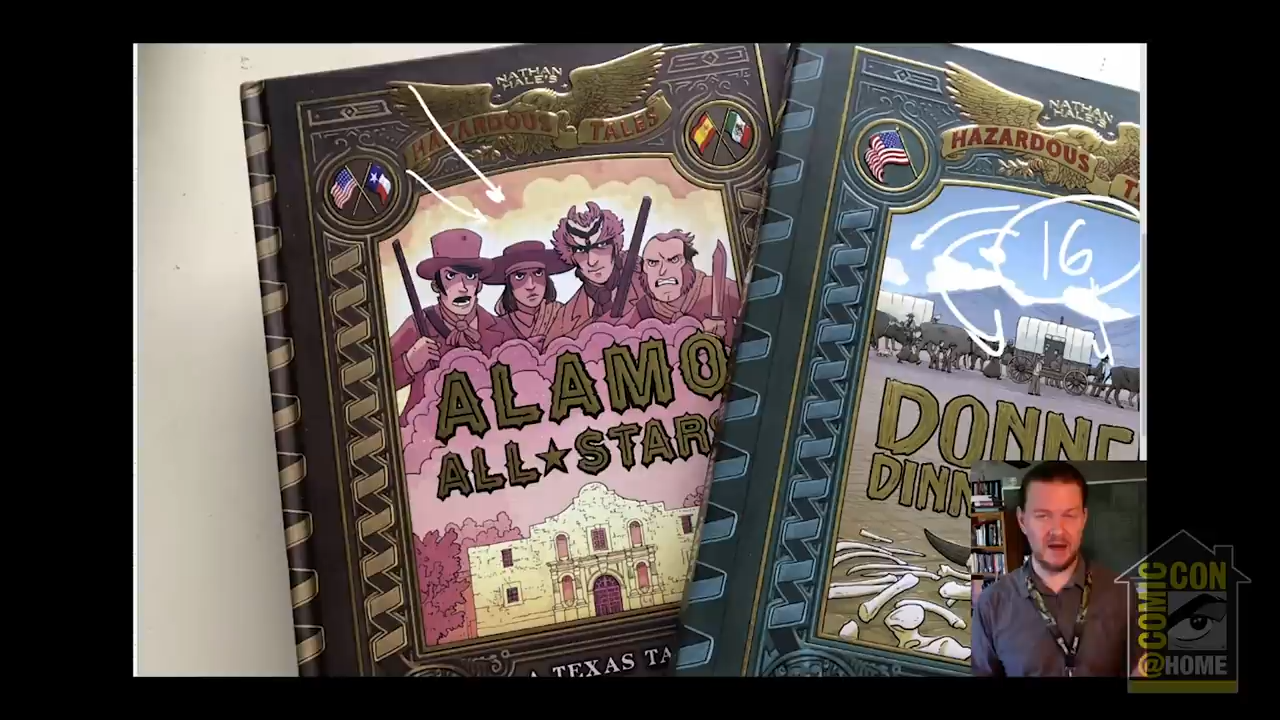 NATHAN
HALE'S
HAZARDOUS
TALES
ALAMO
ALL★STARS
A TEXAS TA
NATHAN
HALE'S
HAZARDOUS
T
16
DONNE
DINN
COMIC
CON
@HOME